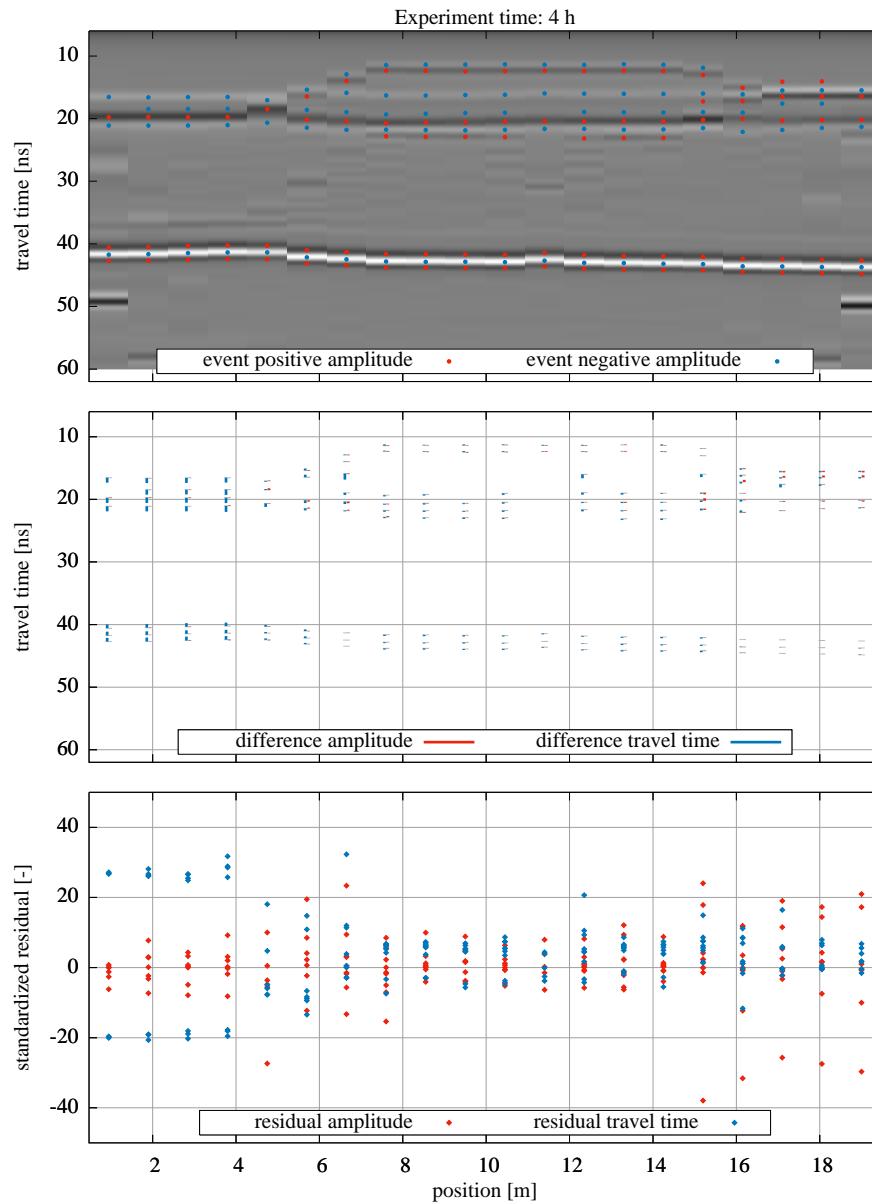 Experiment time: 4 h
10
20
30
40
50
60
travel time [ns]
event positive amplitude
event negative amplitude
10
20
30
40
50
60
travel time [ns]
difference amplitude
difference travel time
40
20
0
-20
-40
standardized residual [-]
residual amplitude
residual travel time
2 4 6 8 10 12 14 16 18
position [m]